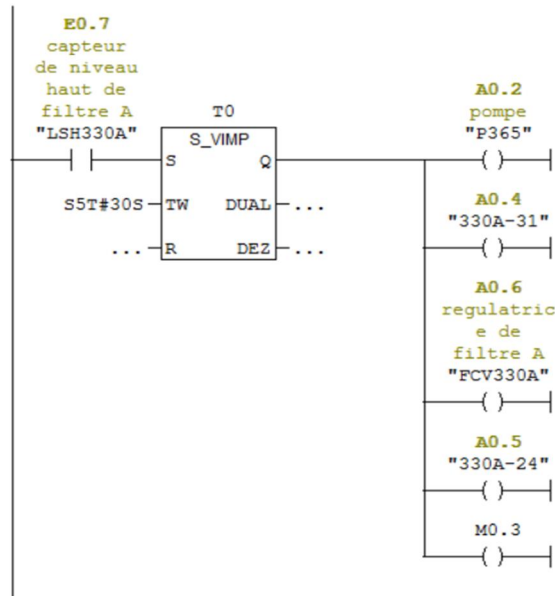 E0.7
capteur
de niveau
haut de
filtre A
"LSH330A"
T0
S_VIMP
S
Q
S5T#30S
TW
DUAL
...
...
R
DEZ
...
A0.2
pompe
"P365"
A0.4
"330A-31"
A0.6
regulatric
e de
filtre A
"FCV330A"
A0.5
"330A-24"
M0.3